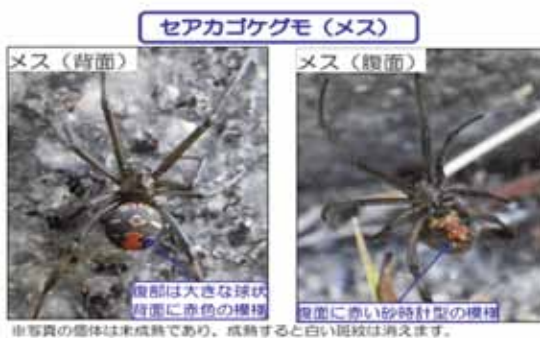 セアカゴケグモ（メス）
メス（背面）
メス（腹面）
腹部は大きな球状
背面に赤色の模様
腹面に赤い砂時計型の模様
※写真の個体は未成熟であり、成熟すると白い斑紋は消えます。